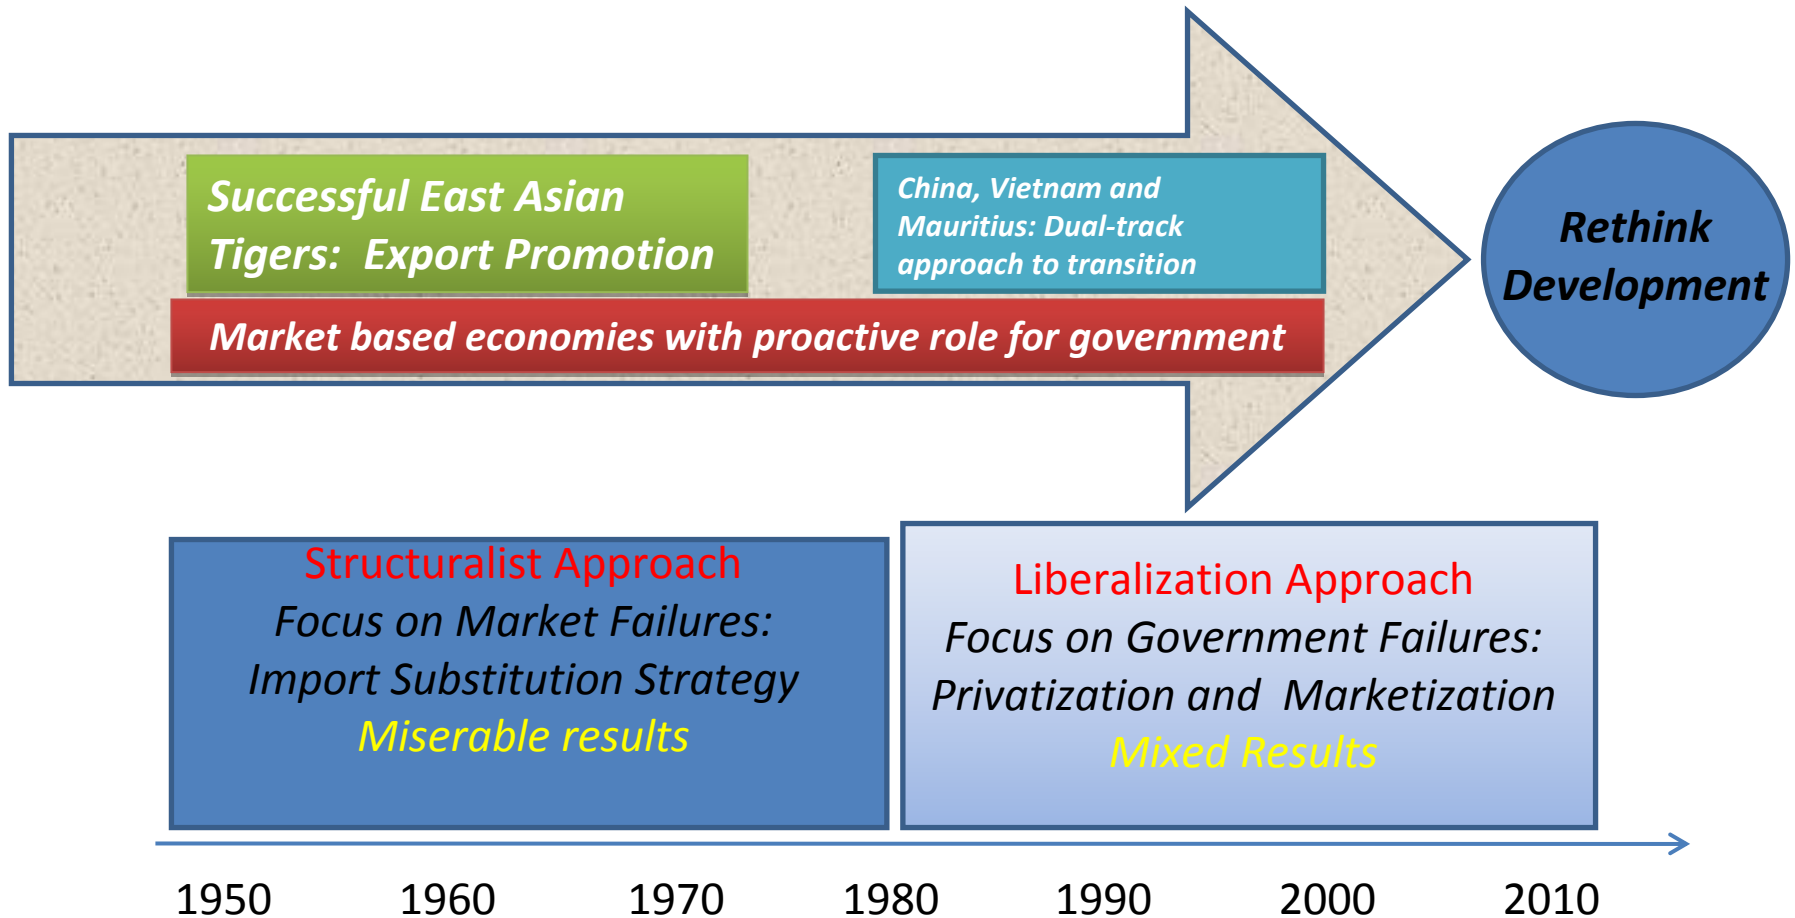 Successful East Asian
Tigers:  Export Promotion
China, Vietnam and
Mauritius: Dual-track
approach to transition
Market based economies with proactive role for government
Rethink
Development
Structuralist Approach
Focus on Market Failures:
Import Substitution Strategy
Miserable results
Liberalization Approach
Focus on Government Failures:
Privatization and  Marketization
Mixed Results
1950 1960 1970 1980 1990 2000 2010